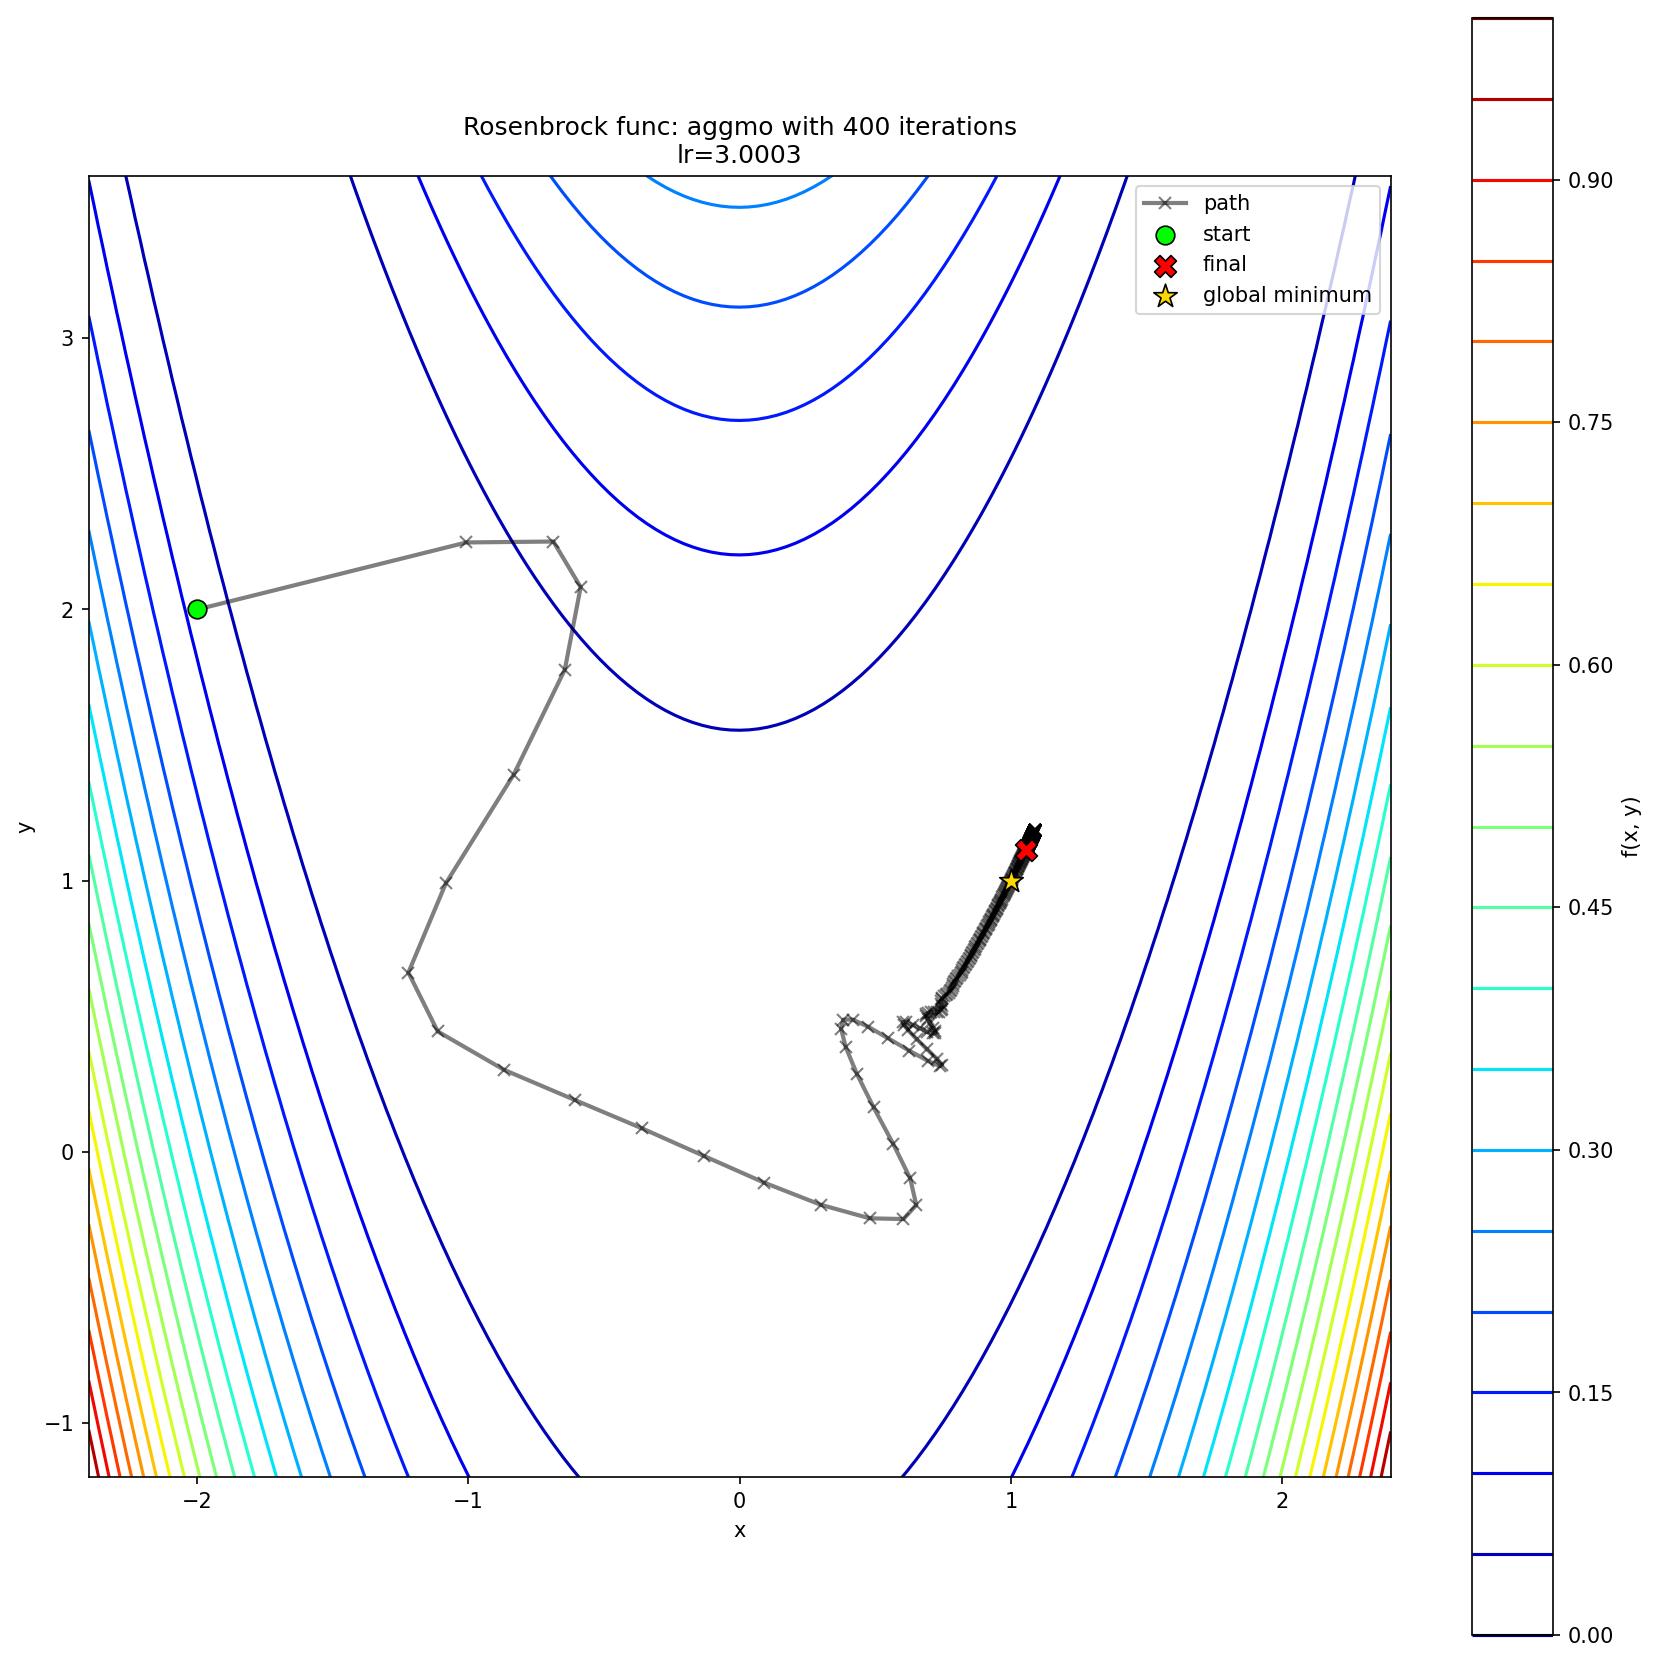 Rosenbrock func: aggmo with 400 iterations
lr=3.0003
path
start
final
global minimum
3
2
1
0
−1
y
−2
−1
0
1
2
x
0.90
0.75
0.60
0.45
0.30
0.15
0.00
f(x, y)